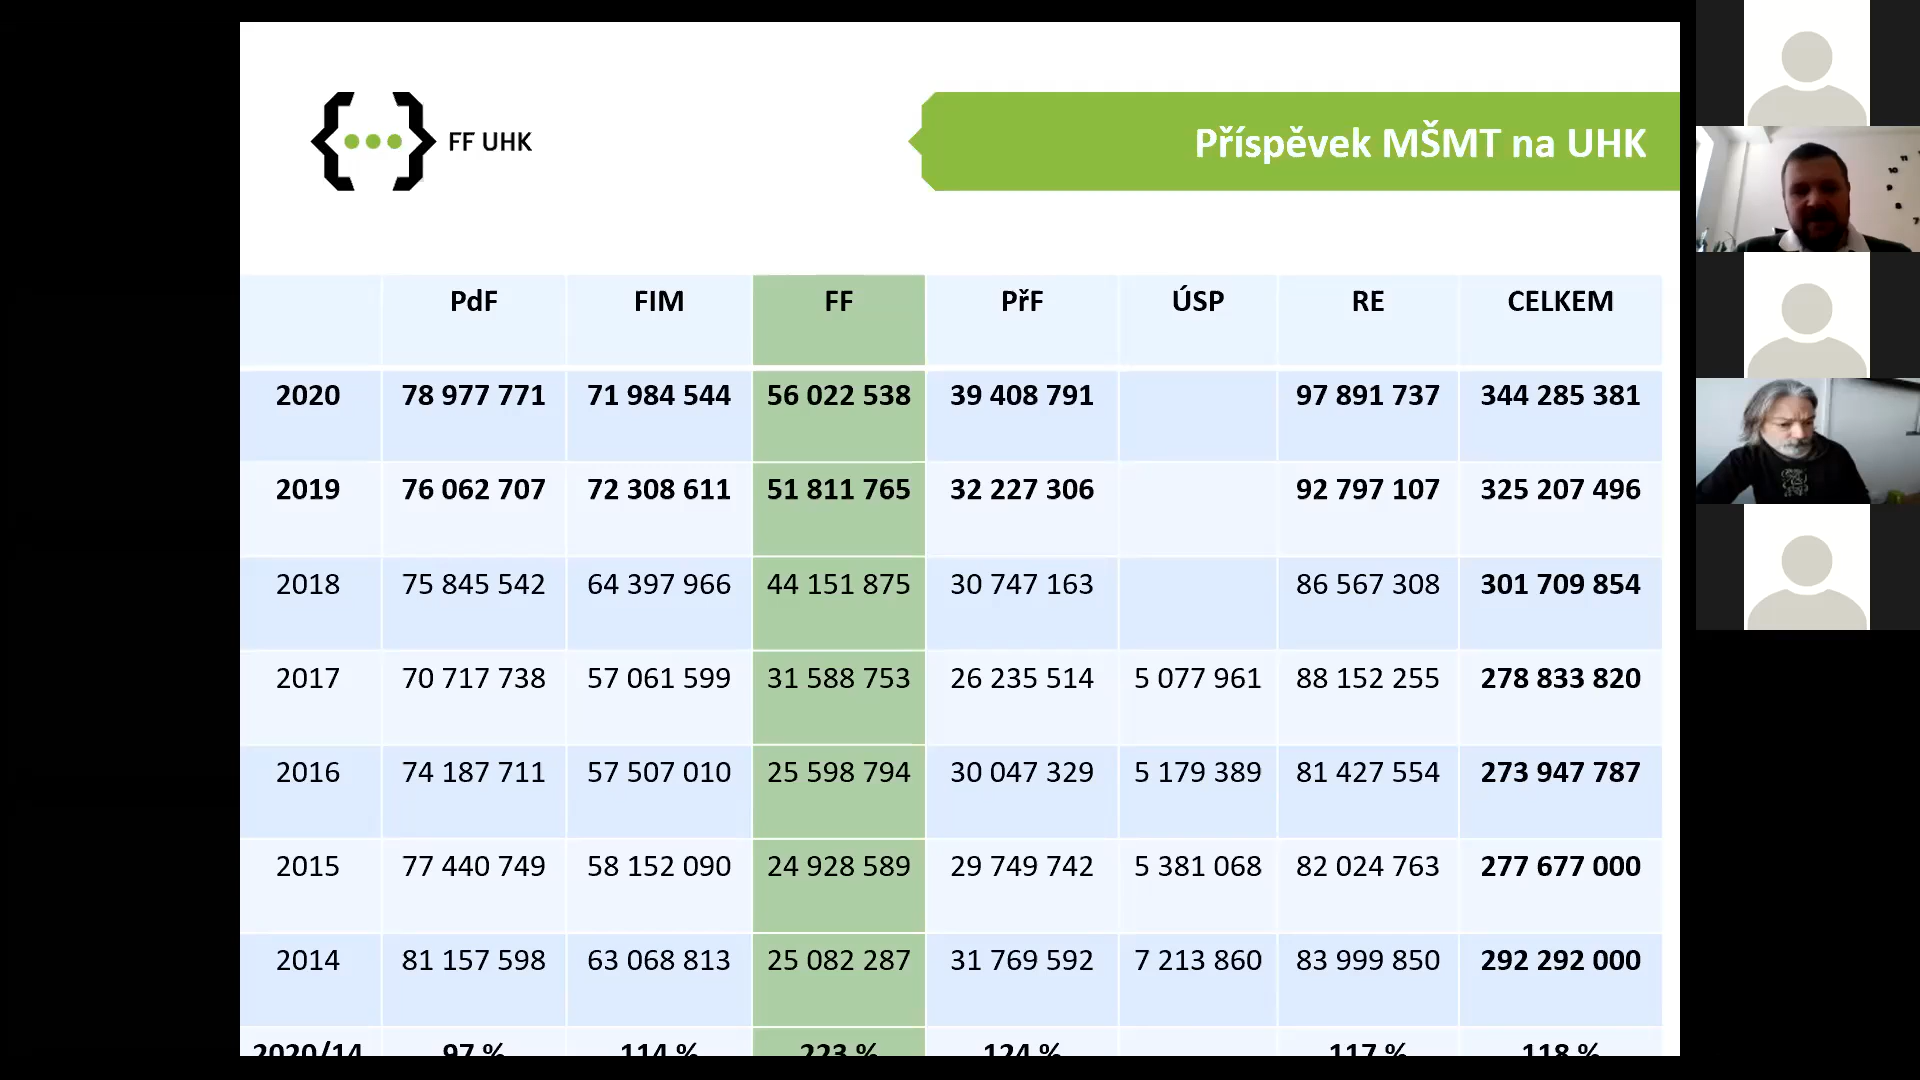 FF UHK
Příspěvek MŠMT na UHK
PdF FIM FF PřF ÚSP RE CELKEM
2020 78 977 771 71 984 544 56 022 538 39 408 791 97 891 737 344 285 381
2019 76 062 707 72 308 611 51 811 765 32 227 306 92 797 107 325 207 496
2018 75 845 542 64 397 966 44 151 875 30 747 163 86 567 308 301 709 854
2017 70 717 738 57 061 599 31 588 753 26 235 514 5 077 961 88 152 255 278 833 820
2016 74 187 711 57 507 010 25 598 794 30 047 329 5 179 389 81 427 554 273 947 787
2015 77 440 749 58 152 090 24 928 589 29 749 742 5 381 068 82 024 763 277 677 000
2014 81 157 598 63 068 813 25 082 287 31 769 592 7 213 860 83 999 850 292 292 000
2020/14 97 % 114 % 223 % 124 % 117 % 118 %